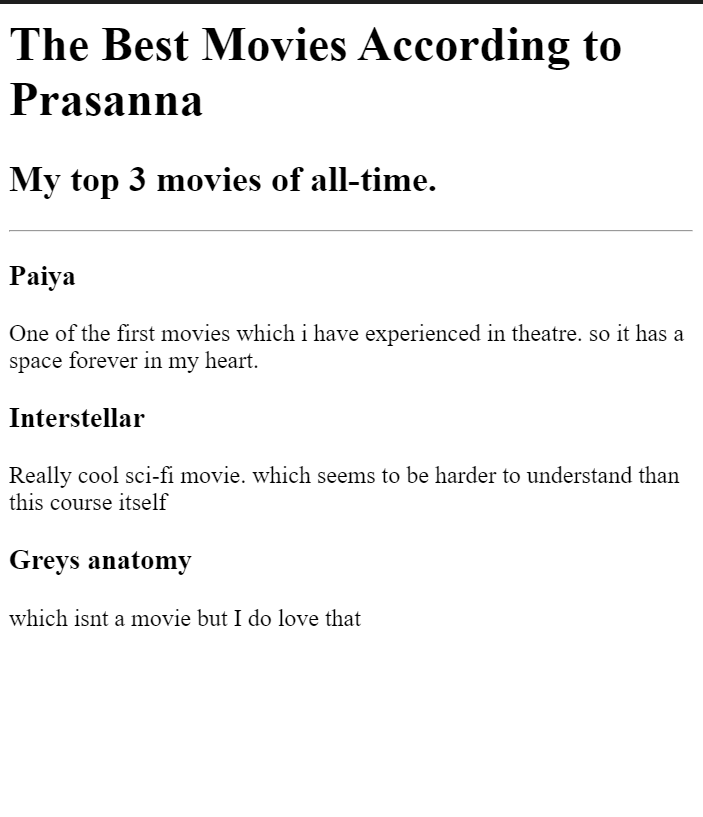 The Best Movies According to
Prasanna
My top 3 movies of all-time.
Paiya
One of the first movies which i have experienced in theatre. so it has a
space forever in my heart.
Interstellar
Really cool sci-fi movie. which seems to be harder to understand than
this course itself
Greys anatomy
which isnt a movie but I do love that